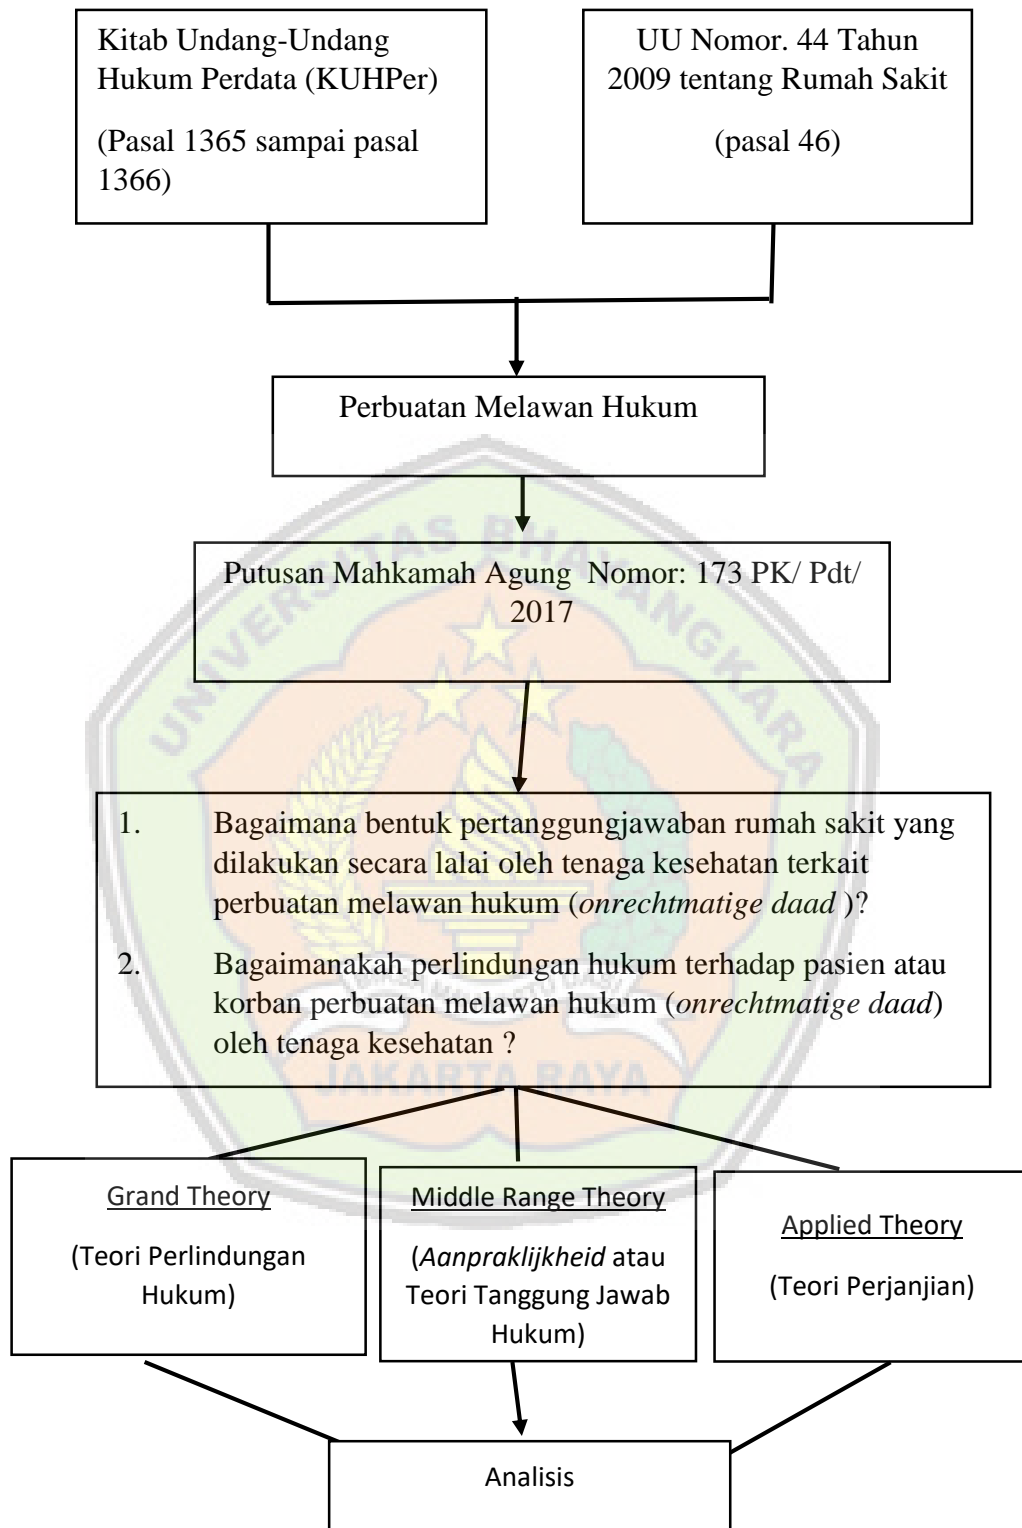 Kitab Undang-Undang
Hukum Perdata (KUHPer)
(Pasal 1365 sampai pasal
1366)
UU Nomor. 44 Tahun
2009 tentang Rumah Sakit
(pasal 46)
Perbuatan Melawan Hukum
Putusan Mahkamah Agung Nomor: 173 PK/ Pdt/
2017
UNIVERSITAS BHAYANGKARA
1. Bagaimana bentuk pertanggungjawaban rumah sakit yang
dilakukan secara lalai oleh tenaga kesehatan terkait
perbuatan melawan hukum (onrechtmatige daad )?
2. Bagaimanakah perlindungan hukum terhadap pasien atau
korban perbuatan melawan hukum (onrechtmatige daad)
oleh tenaga kesehatan ?
JAKARTA RAYA
Grand Theory
(Teori Perlindungan
Hukum)
Middle Range Theory
(Aanpraklijkheid atau
Teori Tanggung Jawab
Hukum)
Applied Theory
(Teori Perjanjian)
Analisis